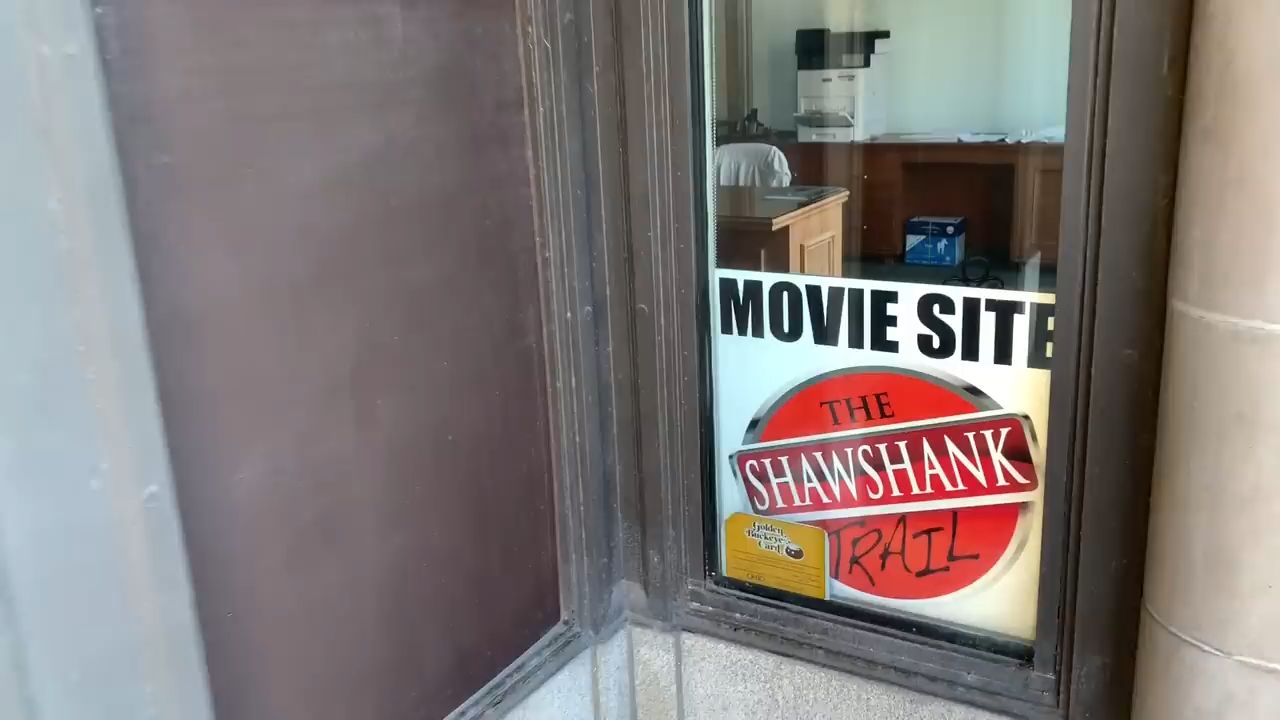 MOVIE SITE
THE
SHAWSHANK
TRAIL
Golden
Buckeye
Card!